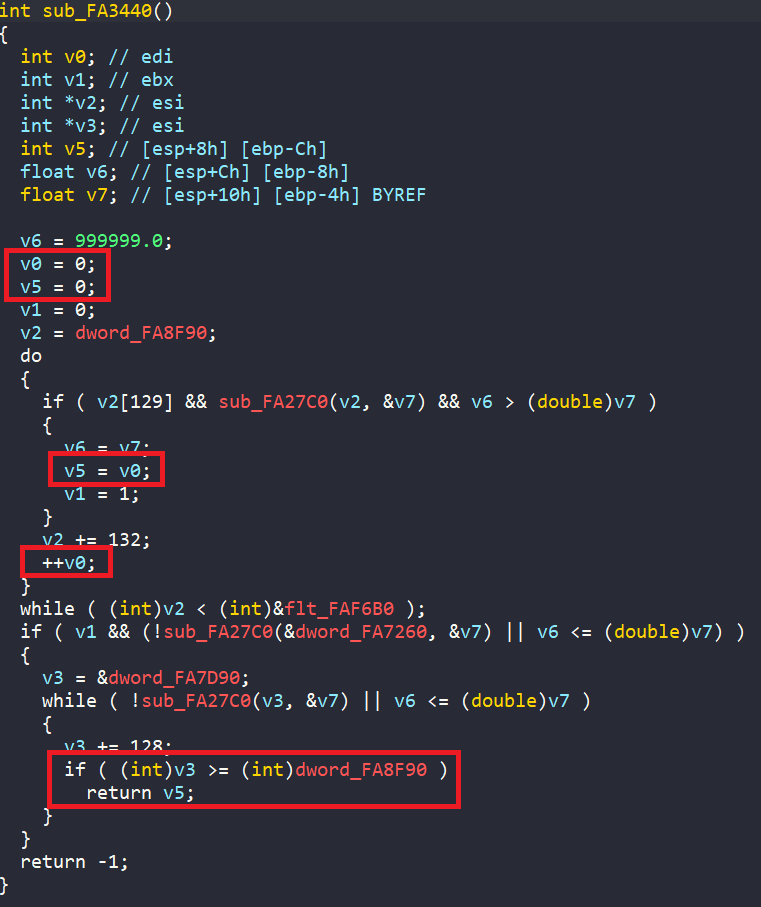 int sub_FA3440()
{
int v0; // edi
int v1; // ebx
int *v2; // esi
int *v3; // esi
int v5; // [esp+8h] [ebp-Ch]
float v6; // [esp+Ch] [ebp-8h]
float v7; // [esp+10h] [ebp-4h] BYREF
v6 = 999999.0;
v0 = 0;
v5 = 0;
v1 = 0;
v2 = dword_FA8F90;
do
{
if ( v2[129] && sub_FA27C0(v2, &v7) && v6 > (double)v7 )
{
v6 = v7;
v5 = v0;
v1 = 1;
}
v2 += 132;
++v0;
}
while ( (int)v2 < (int)&flt_FAF6B0 );
if ( v1 && (!sub_FA27C0(&dword_FA7260, &v7) || v6 <= (double)v7) )
{
v3 = &dword_FA7D90;
while ( !sub_FA27C0(v3, &v7) || v6 <= (double)v7 )
{
v3 += 128;
if ( (int)v3 >= (int)dword_FA8F90 )
return v5;
}
}
return -1;
}